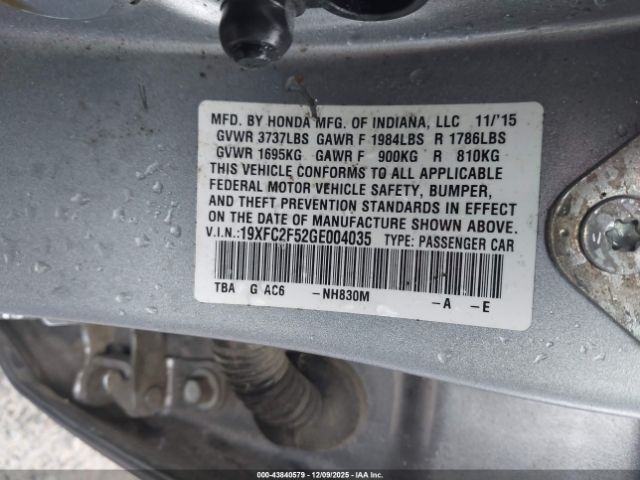 MFD. BY HONDA MFG. OF INDIANA, LLC 11/'15
GVWR 3737LBS GAWR F 1984LBS R 1786LBS
GVWR 1695KG GAWR F 900KG R 810KG
THIS VEHICLE CONFORMS TO ALL APPLICABLE
FEDERAL MOTOR VEHICLE SAFETY, BUMPER,
AND THEFT PREVENTION STANDARDS IN EFFECT
ON THE DATE OF MANUFACTURE SHOWN ABOVE.
V.I.N.:19XFC2F52GE004035 TYPE: PASSENGER CAR
TBA G AC6 -NH830M -A -E
© IAA - 43840579 - 12/09/2025 - IAAI.COM